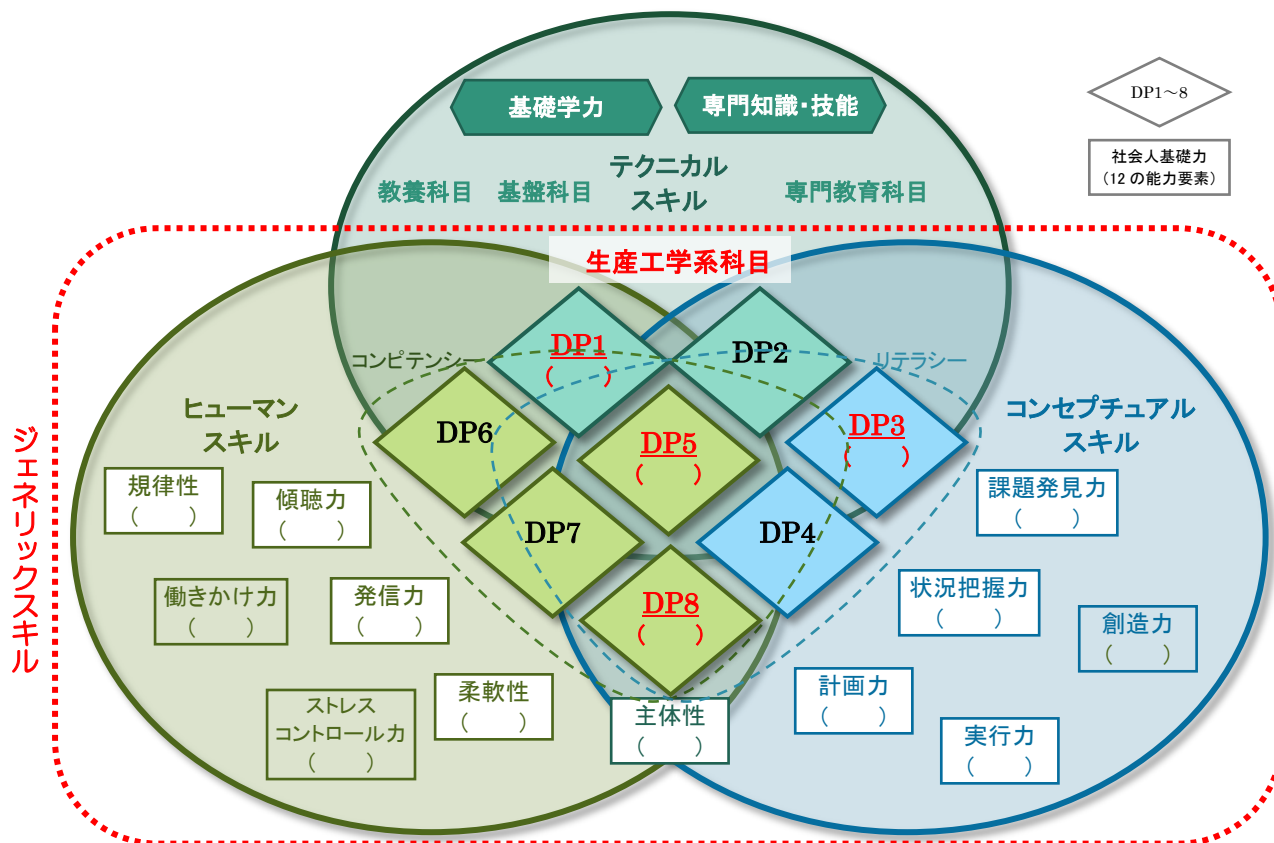 基礎学力
専門知識・技能
テクニカル
スキル
教養科目
基盤科目
専門教育科目
DP1～8
社会人基礎力
（12の能力要素）
生産工学系科目
コンピテンシー
リテラシー
DP1
（　　）
DP2
DP6
DP5
（　　）
DP3
（　　）
DP7
DP4
DP8
（　　）
ジェネリックスキル
ヒューマン
スキル
規律性
（　　）
傾聴力
（　　）
働きかけ力
（　　）
発信力
（　　）
ストレス
コントロール力
（　　）
柔軟性
（　　）
主体性
（　　）
コンセプチュアル
スキル
課題発見力
（　　）
状況把握力
（　　）
創造力
（　　）
計画力
（　　）
実行力
（　　）